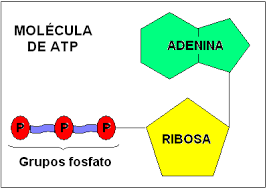 MOLÉCULA
DE ATP
ADENINA
P P P
RIBOSA
Grupos fosfato